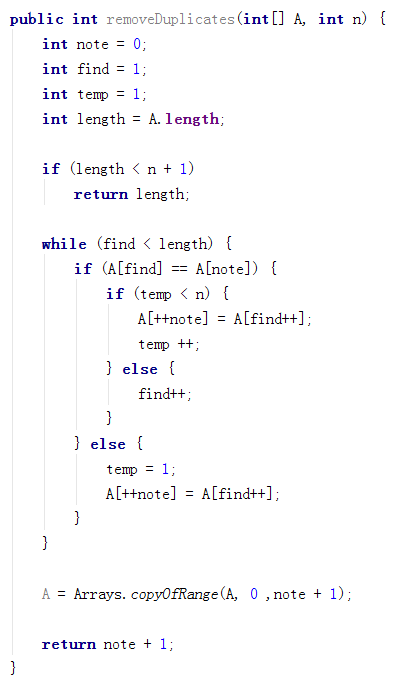 public int removeDuplicates(int[] A, int n) {
    int note = 0;
    int find = 1;
    int temp = 1;
    int length = A.length;

    if (length < n + 1)
        return length;

    while (find < length) {
        if (A[find] == A[note]) {
            if (temp < n) {
                A[++note] = A[find++];
                temp ++;
            } else {
                find++;
            }
        } else {
            temp = 1;
            A[++note] = A[find++];
        }
    }

    A = Arrays.copyOfRange(A, 0 ,note + 1);

    return note + 1;
}